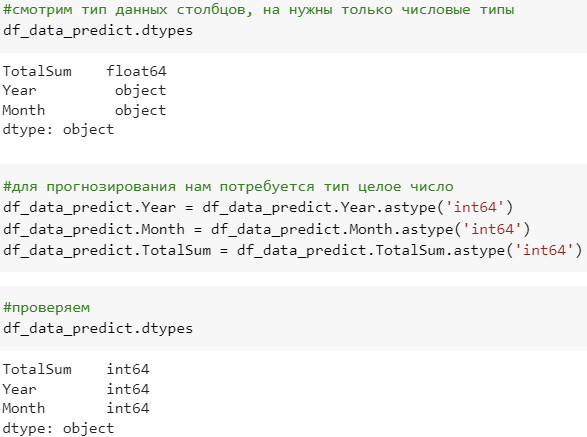 #смотрим тип данных столбцов, на нужны только числовые типы
df_data_predict.dtypes
TotalSum    float64
Year         object
Month        object
dtype: object
#для прогнозирования нам потребуется тип целое число
df_data_predict.Year = df_data_predict.Year.astype('int64')
df_data_predict.Month = df_data_predict.Month.astype('int64')
df_data_predict.TotalSum = df_data_predict.TotalSum.astype('int64')
#проверяем
df_data_predict.dtypes
TotalSum    int64
Year        int64
Month       int64
dtype: object